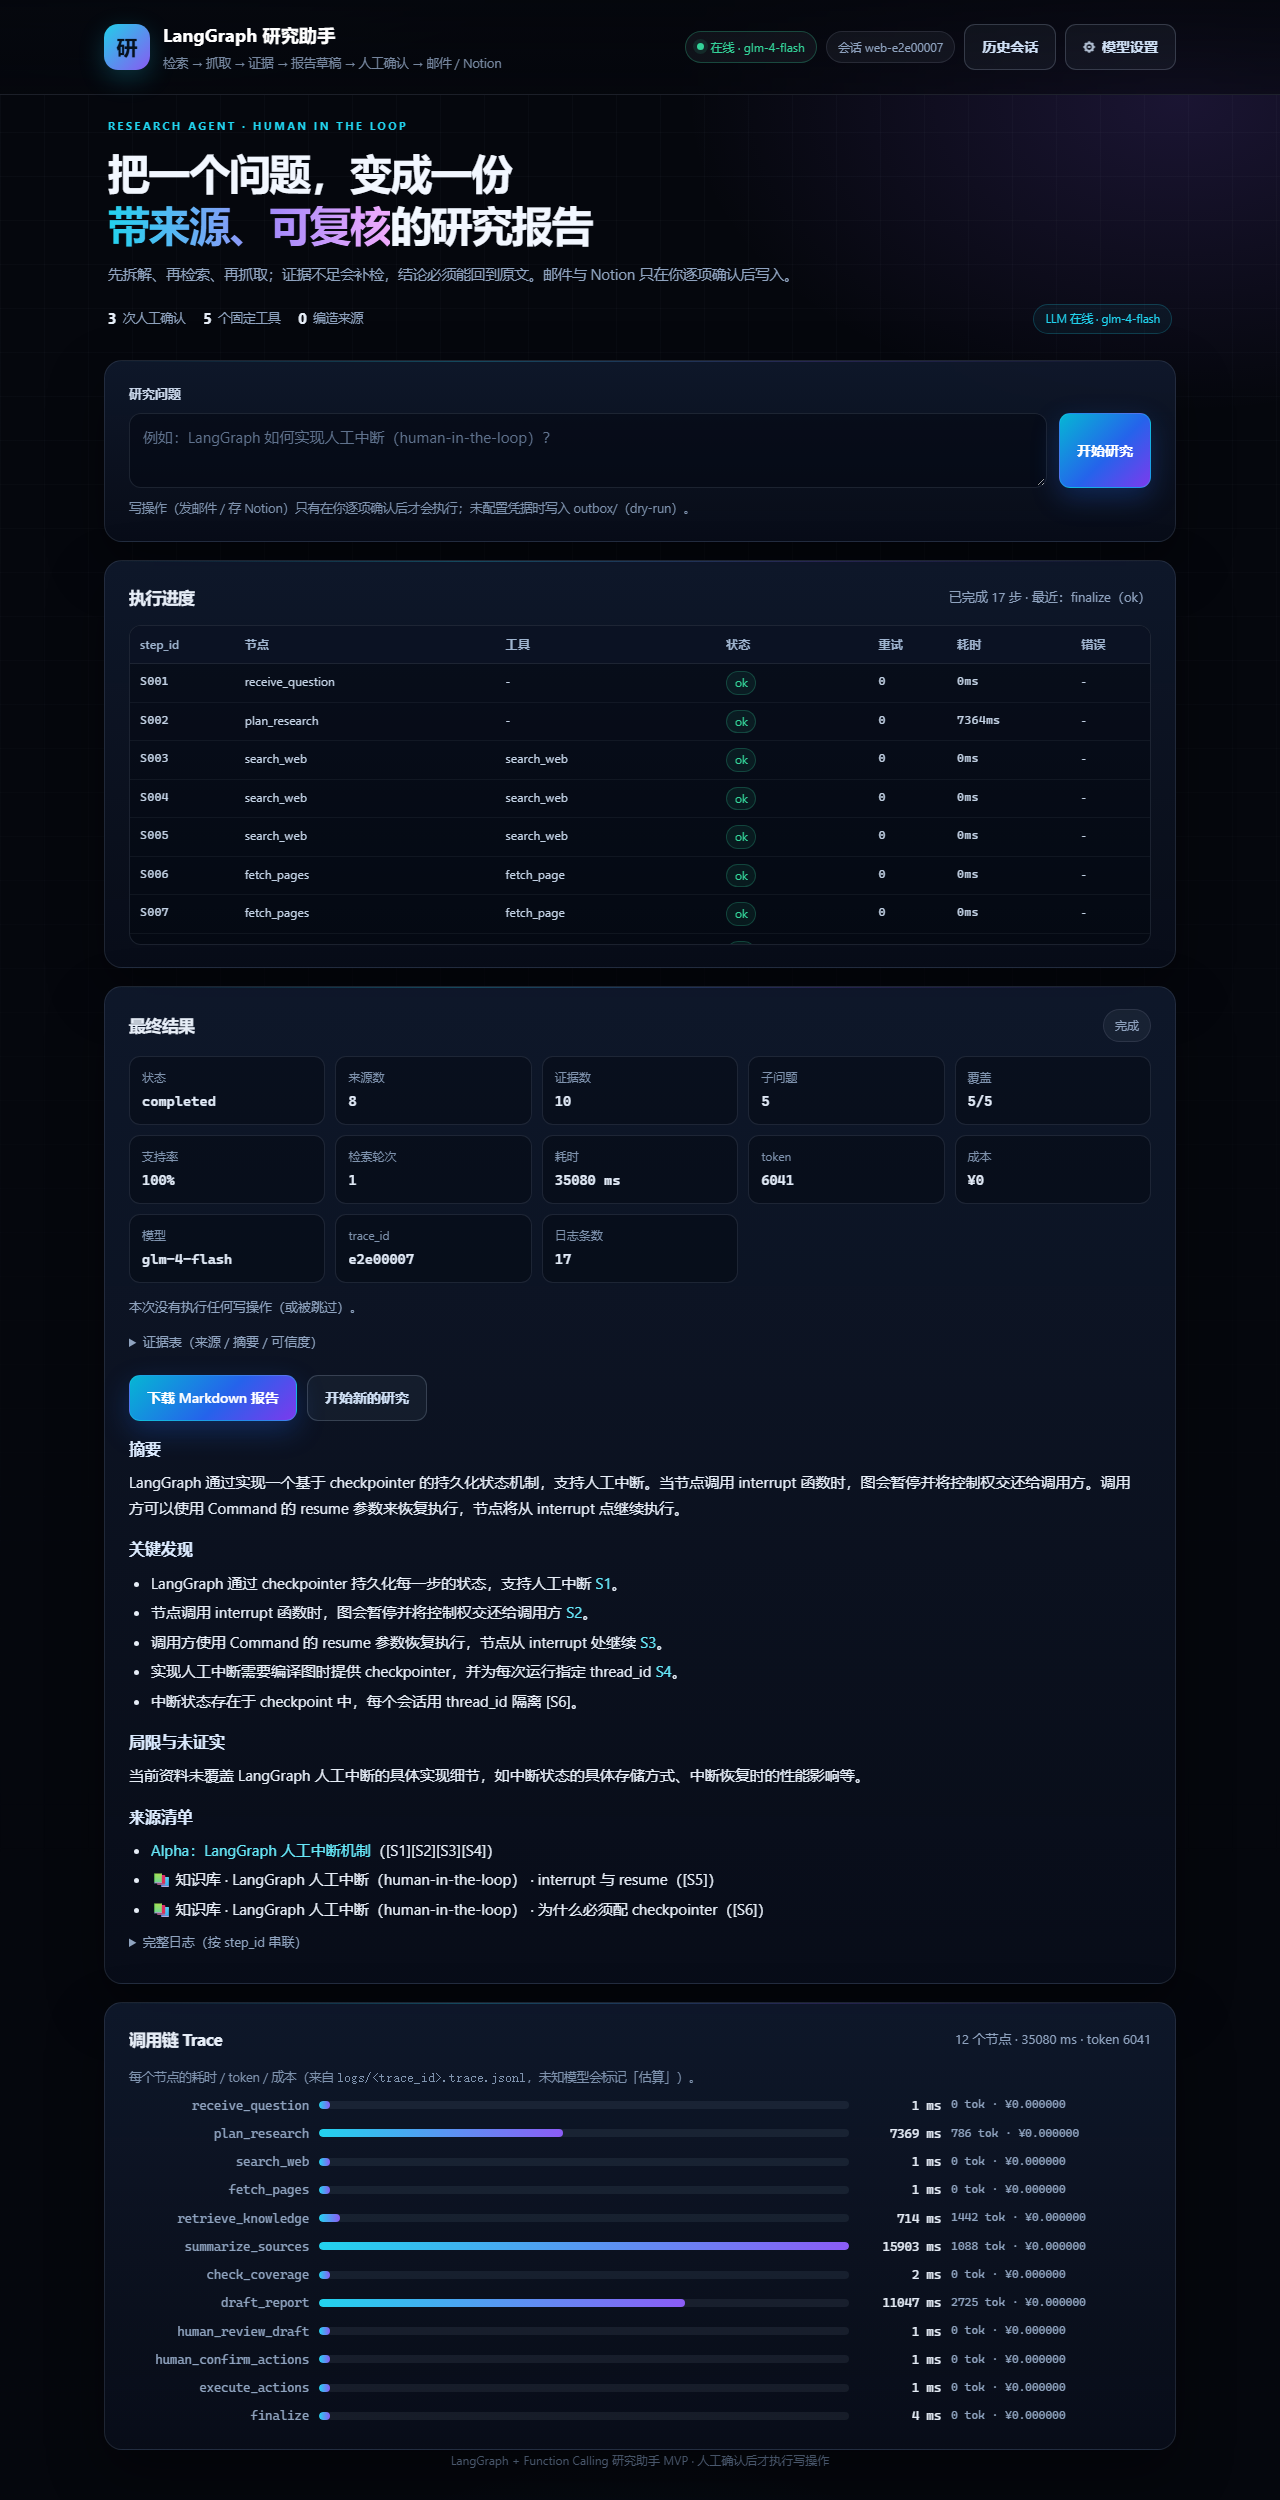 研
LangGraph 研究助手
检索 → 抓取 → 证据 → 报告草稿 → 人工确认 → 邮件 / Notion
在线 · glm-4-flash
会话 web-e2e00007
历史会话
⚙ 模型设置
RESEARCH AGENT · HUMAN IN THE LOOP
把一个问题，变成一份
带来源、可复核的研究报告
先拆解、再检索、再抓取；证据不足会补检，结论必须能回到原文。邮件与 Notion 只在你逐项确认后写入。
3 次人工确认 5 个固定工具 0 编造来源
LLM 在线 · glm-4-flash
研究问题
例如：LangGraph 如何实现人工中断（human-in-the-loop）？
开始研究
写操作（发邮件 / 存 Notion）只有在你逐项确认后才会执行；未配置凭据时写入 outbox/（dry-run）。
执行进度
已完成 17 步 · 最近：finalize（ok）
step_id 节点 工具 状态 重试 耗时 错误
S001 receive_question - ok 0 0ms -
S002 plan_research - ok 0 7364ms -
S003 search_web search_web ok 0 0ms -
S004 search_web search_web ok 0 0ms -
S005 search_web search_web ok 0 0ms -
S006 fetch_pages fetch_page ok 0 0ms -
S007 fetch_pages fetch_page ok 0 0ms -
最终结果
完成
状态 来源数 证据数 子问题 覆盖
completed 8 10 5 5/5
支持率 检索轮次 耗时 token 成本
100% 1 35080 ms 6041 ¥0
模型 trace_id 日志条数
glm-4-flash e2e00007 17
本次没有执行任何写操作（或被跳过）。
▶ 证据表（来源 / 摘要 / 可信度）
下载 Markdown 报告
开始新的研究
摘要
LangGraph 通过实现一个基于 checkpointer 的持久化状态机制，支持人工中断。当节点调用 interrupt 函数时，图会暂停并将控制权交还给调用方。调用
方可以使用 Command 的 resume 参数来恢复执行，节点将从 interrupt 点继续执行。
关键发现
• LangGraph 通过 checkpointer 持久化每一步的状态，支持人工中断 S1。
• 节点调用 interrupt 函数时，图会暂停并将控制权交还给调用方 S2。
• 调用方使用 Command 的 resume 参数恢复执行，节点从 interrupt 处继续 S3。
• 实现人工中断需要编译图时提供 checkpointer，并为每次运行指定 thread_id S4。
• 中断状态存在于 checkpoint 中，每个会话用 thread_id 隔离 [S6]。
局限与未证实
当前资料未覆盖 LangGraph 人工中断的具体实现细节，如中断状态的具体存储方式、中断恢复时的性能影响等。
来源清单
• Alpha：LangGraph 人工中断机制（[S1][S2][S3][S4]）
• 📚 知识库 · LangGraph 人工中断（human-in-the-loop） · interrupt 与 resume（[S5]）
• 📚 知识库 · LangGraph 人工中断（human-in-the-loop） · 为什么必须配 checkpointer（[S6]）
▶ 完整日志（按 step_id 串联）
调用链 Trace
12 个节点 · 35080 ms · token 6041
每个节点的耗时 / token / 成本（来自 logs/<trace_id>.trace.jsonl，未知模型会标记「估算」）。
receive_question 1 ms 0 tok · ¥0.000000
plan_research 7369 ms 786 tok · ¥0.000000
search_web 1 ms 0 tok · ¥0.000000
fetch_pages 1 ms 0 tok · ¥0.000000
retrieve_knowledge 714 ms 1442 tok · ¥0.000000
summarize_sources 15903 ms 1088 tok · ¥0.000000
check_coverage 2 ms 0 tok · ¥0.000000
draft_report 11047 ms 2725 tok · ¥0.000000
human_review_draft 1 ms 0 tok · ¥0.000000
human_confirm_actions 1 ms 0 tok · ¥0.000000
execute_actions 1 ms 0 tok · ¥0.000000
finalize 4 ms 0 tok · ¥0.000000
LangGraph + Function Calling 研究助手 MVP · 人工确认后才执行写操作